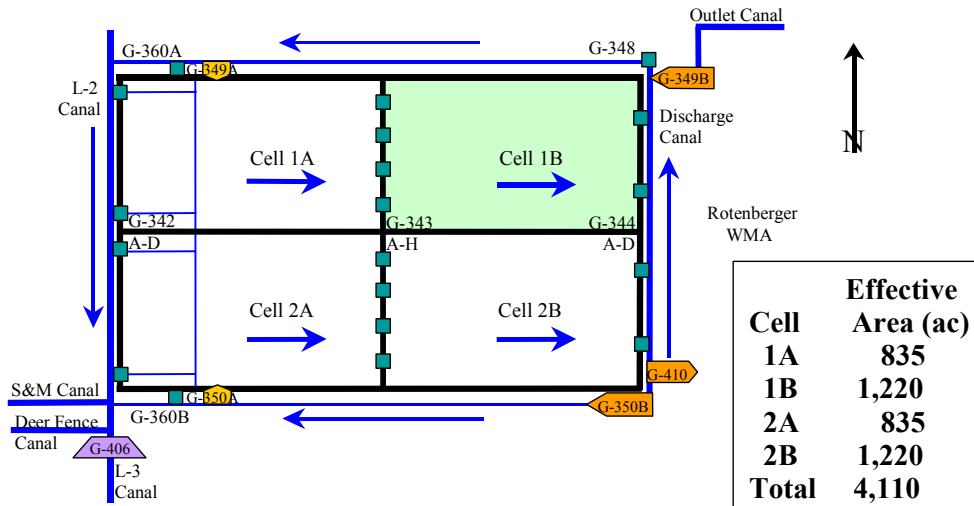 Outlet Canal
G-360A
G-348
G-349A
G-349B
L-2
Canal
Discharge
Canal
N
Cell 1A
Cell 1B
G-342
A-D
G-343
A-H
G-344
A-D
Rotenberger
WMA
Cell 2A
Cell 2B
S&M Canal
Deer Fence
Canal
G-350A
G-360B
G-350B
G-410
G-406
L-3
Canal
Effective
Cell Area (ac)
1A 835
1B 1,220
2A 835
2B 1,220
Total 4,110